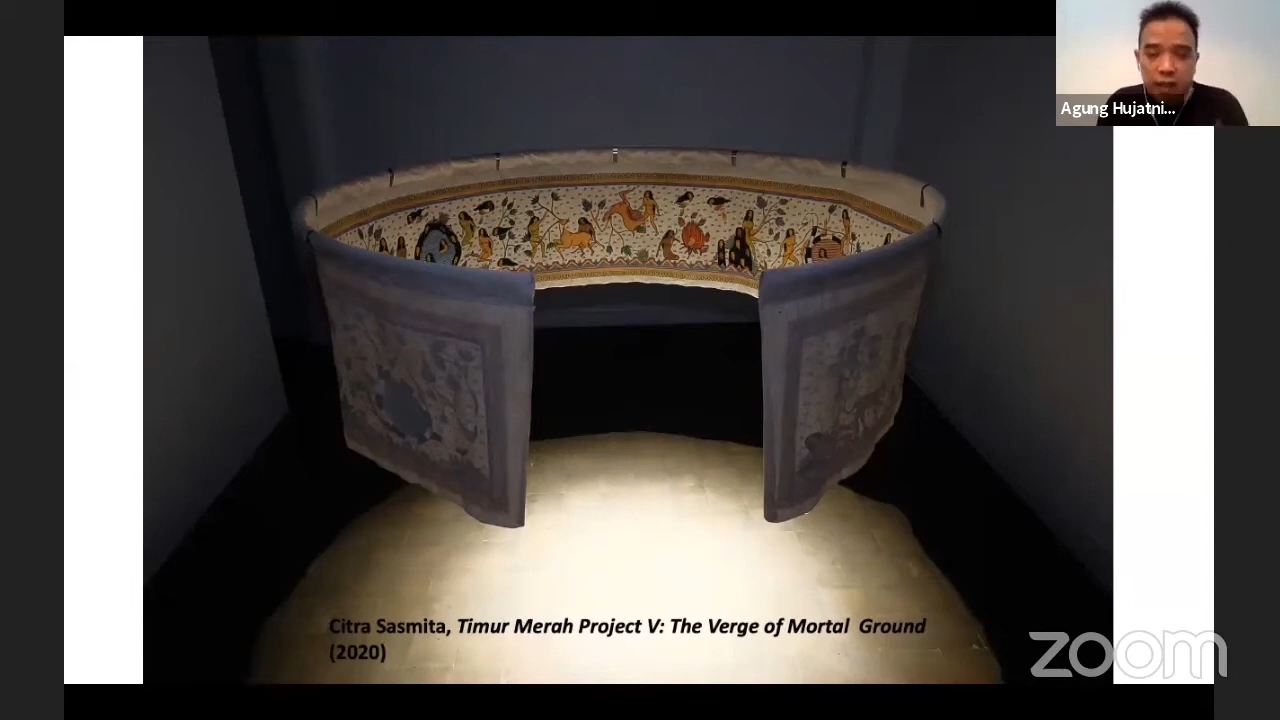 Agung Hujatni...
Citra Sasmita, Timur Merah Project V: The Verge of Mortal Ground
(2020)
zoom